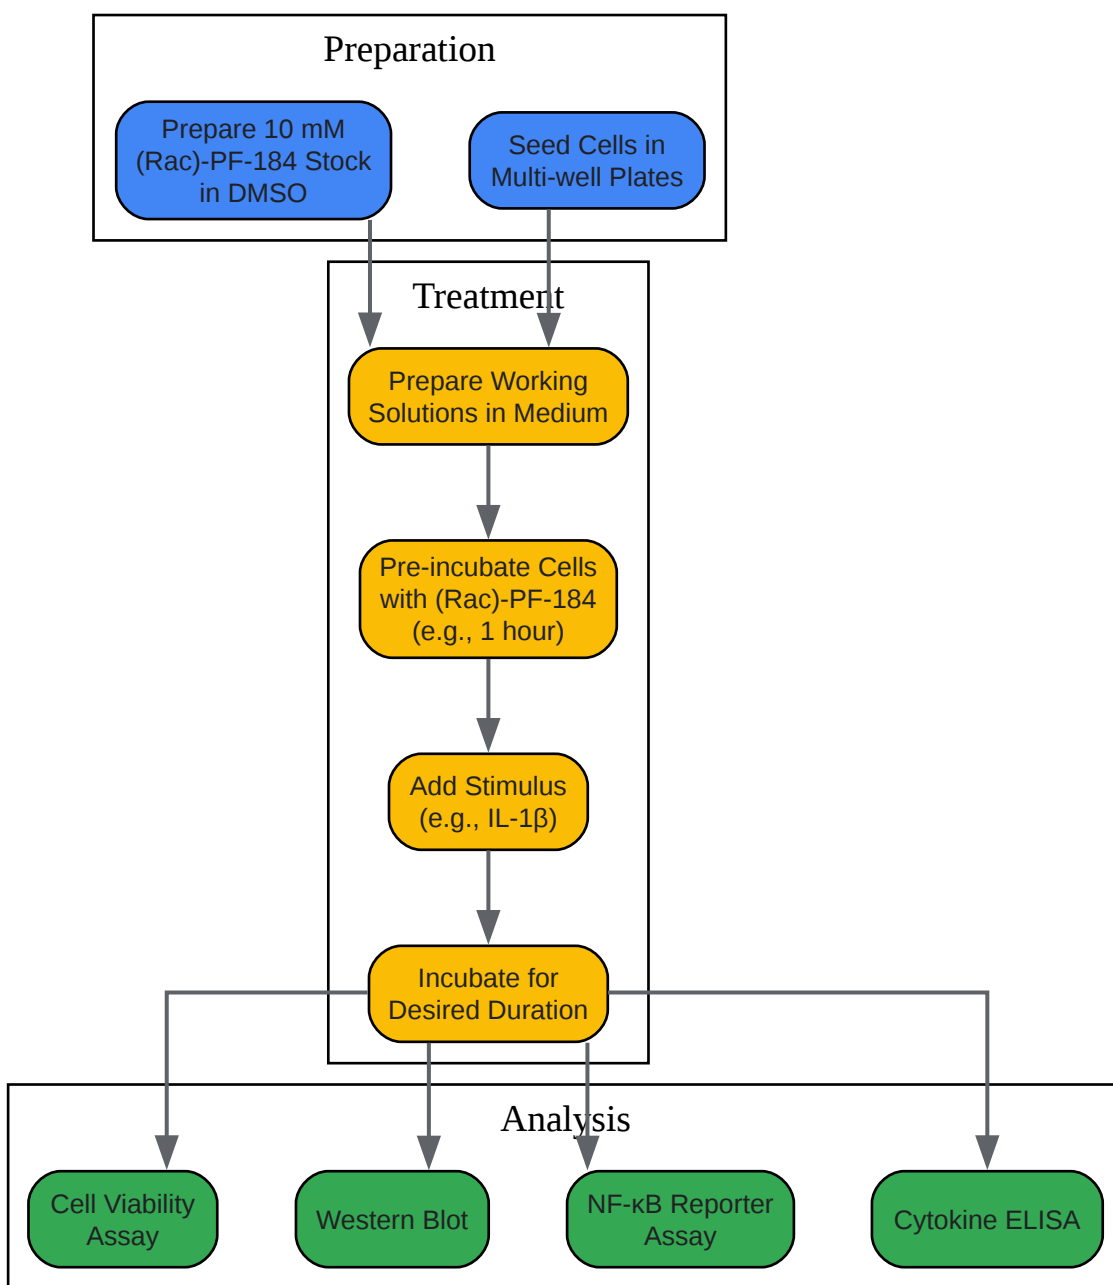 Preparation
Prepare 10 mM
(Rac)-PF-184 Stock
in DMSO
Seed Cells in
Multi-well Plates
Treatment
Prepare Working
Solutions in Medium
Pre-incubate Cells
with (Rac)-PF-184
(e.g., 1 hour)
Add Stimulus
(e.g., IL-1β)
Incubate for
Desired Duration
Analysis
Cell Viability
Assay
Western Blot
NF-κB Reporter
Assay
Cytokine ELISA